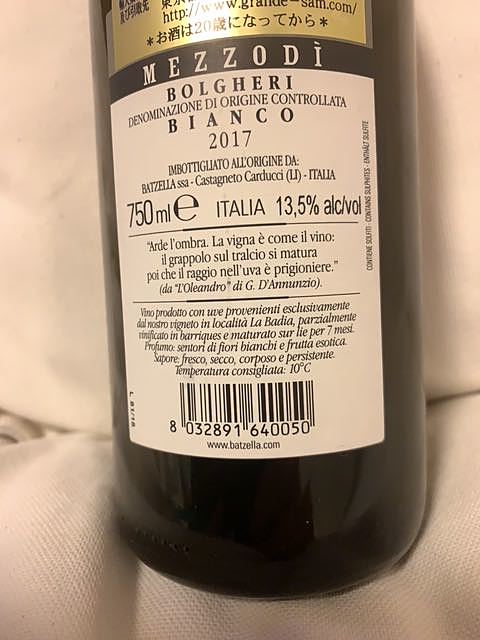 http://www.grande-sam.com/
*お酒は20歳になってから*
MEZZODÌ
BOLGHERI
DENOMINAZIONE DI ORIGINE CONTROLLATA
BIANCO
2017
IMBOTTIGLIATO ALL'ORIGINE DA:
BATZELLA ssa - Castagneto Carducci (LI) - ITALIA
750 ml e ITALIA 13,5% alc/vol
"Arde l'ombra. La vigna è come il vino:
il grappolo sul tralcio si matura
poi che il raggio nell'uva è prigioniere."
(da "L'Oleandro" di G. D'Annunzio).
Vino prodotto con uve provenienti esclusivamente
dal nostro vigneto in località La Badia, parzialmente
vinificato in barriques e maturato sur lie per 7 mesi.
Profumo: sentori di fiori bianchi e frutta esotica.
Sapore: fresco, secco, corposo e persistente.
Temperatura consigliata: 10°C
8 032891 640050
www.batzella.com
L 81/18
CONTIENE SOLFITI - CONTAINS SULPHITES - ENTHÄLT SULFITE